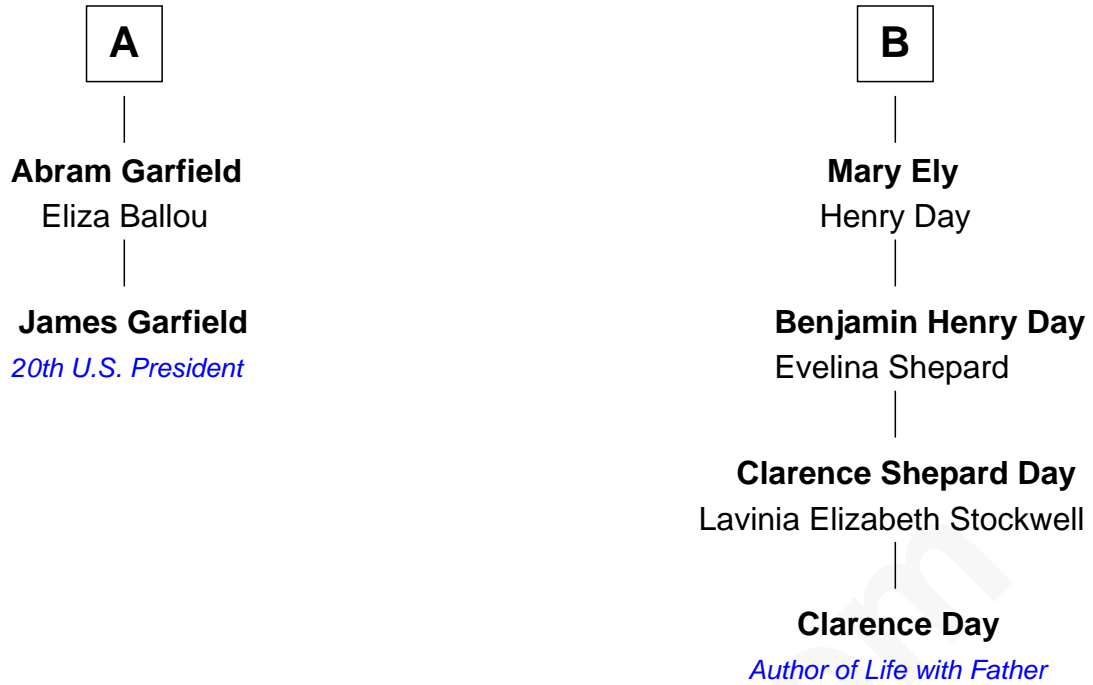 A
Abram Garfield
Eliza Ballou
James Garfield
20th U.S. President
B
Mary Ely
Henry Day
Benjamin Henry Day
Evelina Shepard
Clarence Shepard Day
Lavinia Elizabeth Stockwell
Clarence Day
Author of Life with Father